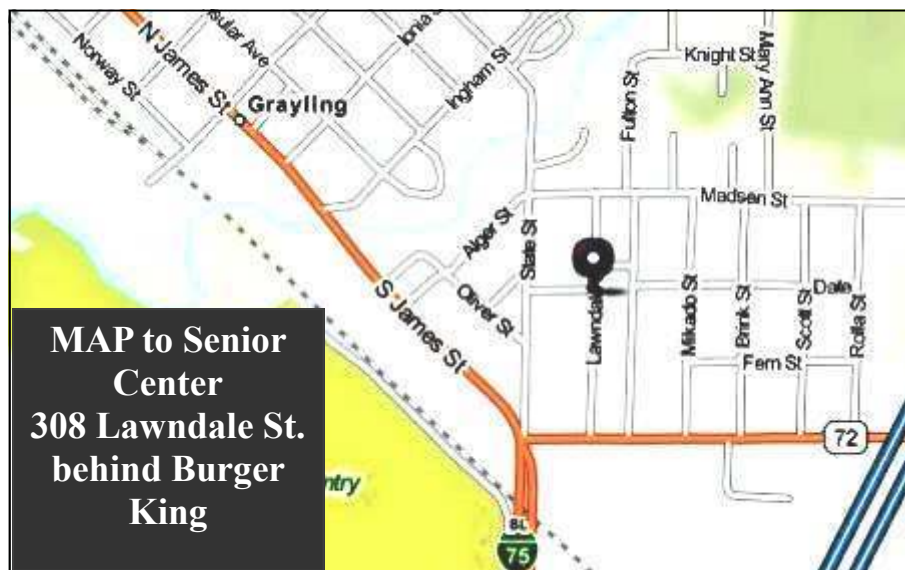 N James St
sular Ave
Norway St
Ionia S
Ingham St
Knight St
Mary Ann St
Fulton St
Grayling
Madsen St
Alger St
State St
Oliver St
S James St
Lawndale
Mikado St
Brink St
Scott St
Dale
Rolla St
Fern St
72
MAP to Senior
Center
308 Lawndale St.
behind Burger
King
ntry
BL
75